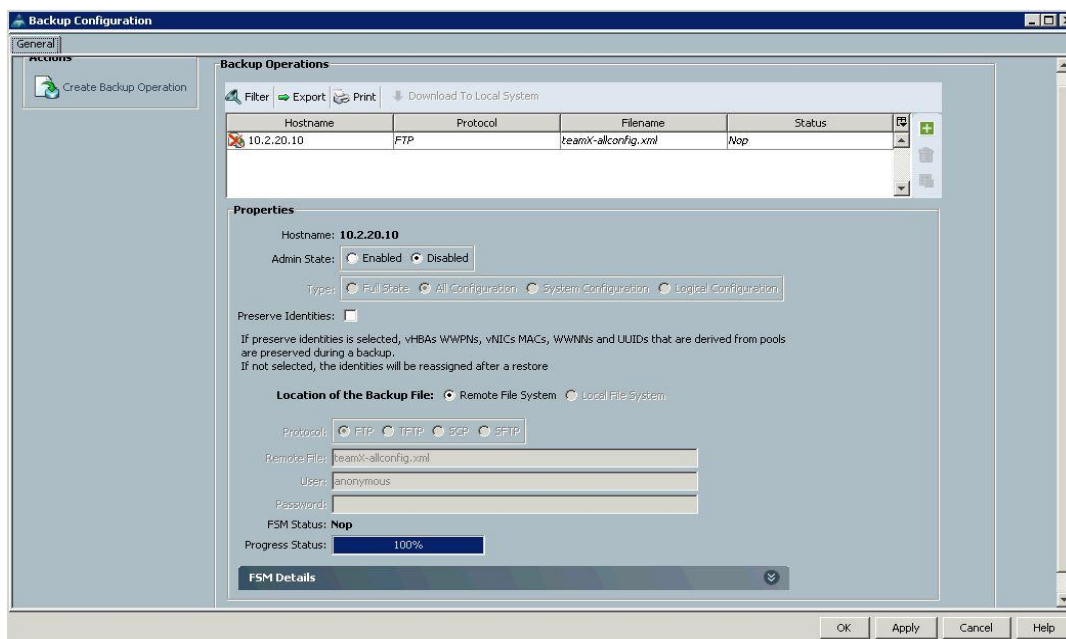 Backup Configuration
General
Actions
Create Backup Operation
Backup Operations
Filter Export Print Download To Local System
Hostname Protocol Filename Status
10.2.20.10 FTP teamX-allconfig.xml Nop
Properties
Hostname: 10.2.20.10
Admin State: Enabled Disabled
Type: Full State All Configuration System Configuration Logical Configuration
Preserve Identities:
If preserve identities is selected, vHBAs WWPNs, vNICs MACs, WWNNs and UUIDs that are derived from pools
are preserved during a backup.
If not selected, the identities will be reassigned after a restore
Location of the Backup File: Remote File System Local File System
Protocol: FTP TFTP SCP SFTP
Remote File: teamX-allconfig.xml
User: anonymous
Password:
FSM Status: Nop
Progress Status: 100%
FSM Details
OK Apply Cancel Help